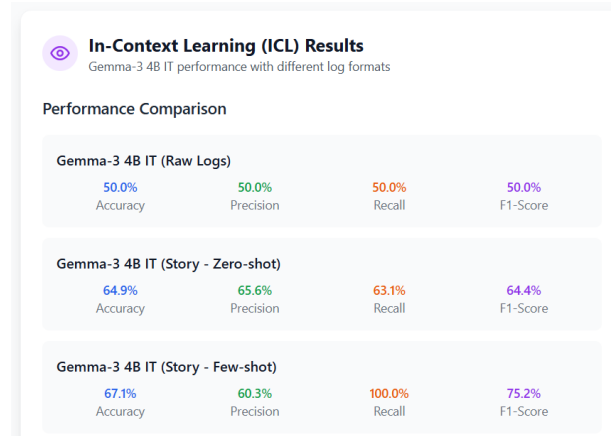 In-Context Learning (ICL) Results
Gemma-3 4B IT performance with different log formats
Performance Comparison
Gemma-3 4B IT (Raw Logs)
50.0% 50.0% 50.0% 50.0%
Accuracy Precision Recall F1-Score
Gemma-3 4B IT (Story - Zero-shot)
64.9% 65.6% 63.1% 64.4%
Accuracy Precision Recall F1-Score
Gemma-3 4B IT (Story - Few-shot)
67.1% 60.3% 100.0% 75.2%
Accuracy Precision Recall F1-Score